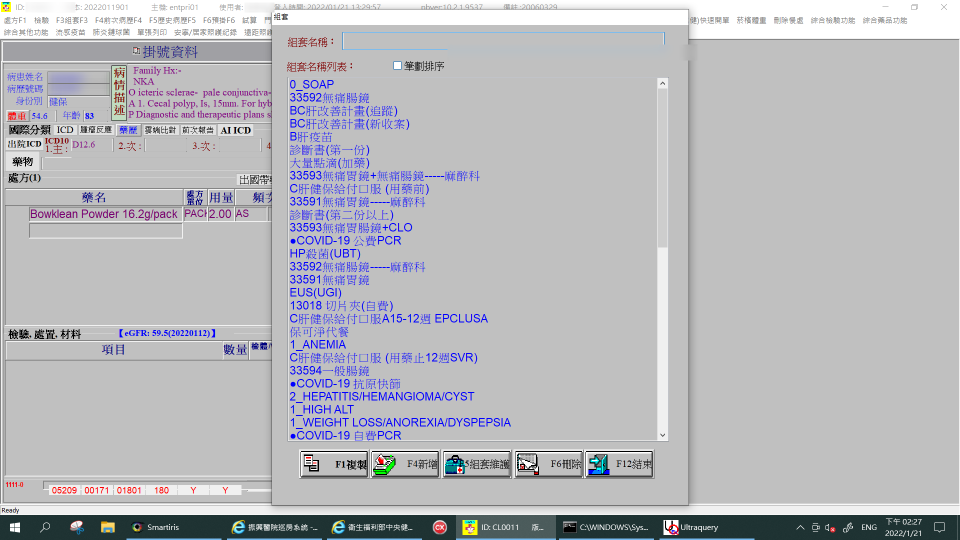 ID:
: 2022011901
主機: entpri01
使用者:
登入時間: 2022/01/21 13:29:57
pbver:10.2.1.9537
備註 :20060329
處方F1 檢驗 F3組套F3 F4前次病歷F4 F5歷史病歷F5 F6預掛F6 試算
快速開單 菸檳體重 刪除餐處 綜合檢驗功能 綜合藥品功能
綜合其他功能 流感疫苗 肺炎鏈球菌 單張列印 安寧/居家照護紀錄
組套
掛號資料
病患姓名
病歷號碼
身份別 健保
體重 54.6 年齡 83
病情描述
Family Hx:-
NKA
O icteric sclerae- pale conjunctiva-
A 1. Cecal polyp, Is, 15mm. For hyb
P Diagnostic and therapeutic plans s
國際分類 ICD 腫瘤反應 藥歷 雲端比對 前次報告 AI ICD
出院ICD ICD10 1.主: D12.6 2.次: 3.次: 4
藥物
處方(1)
出國帶
藥名 處方單位 用量 頻
Bowklean Powder 16.2g/pack PACK 2.00 AS
檢驗, 處置, 材料 【eGFR: 59.5(20220112)】
項目 數量 檢體/
1111-0
05209 00171 01801 180 Y Y
Ready
組套名稱：
組套名稱列表： 筆劃排序
0_SOAP
33592無痛腸鏡
BC肝改善計畫(追蹤)
BC肝改善計畫(新收案)
B肝疫苗
診斷書(第一份)
大量點滴(加藥)
33593無痛胃鏡+無痛腸鏡-----麻醉科
C肝健保給付口服 (用藥前)
33591無痛胃鏡-----麻醉科
診斷書(第二份以上)
33593無痛胃腸鏡+CLO
●COVID-19 公費PCR
HP殺菌(UBT)
33592無痛腸鏡-----麻醉科
33591無痛胃鏡
EUS(UGI)
13018 切片夾(自費)
C肝健保給付口服A15-12週 EPCLUSA
保可淨代餐
1_ANEMIA
C肝健保給付口服 (用藥止12週SVR)
33594一般腸鏡
●COVID-19 抗原快篩
2_HEPATITIS/HEMANGIOMA/CYST
1_HIGH ALT
1_WEIGHT LOSS/ANOREXIA/DYSPEPSIA
●COVID-19 自費PCR
F1複製 F4新增 F5組套維護 F6刪除 F12結束
Smartiris
振興醫院巡房系統 -...
衛生福利部中央健...
ID: CL0011 版...
C:\WINDOWS\Sys...
Ultraquery
ENG
下午 02:27
2022/1/21